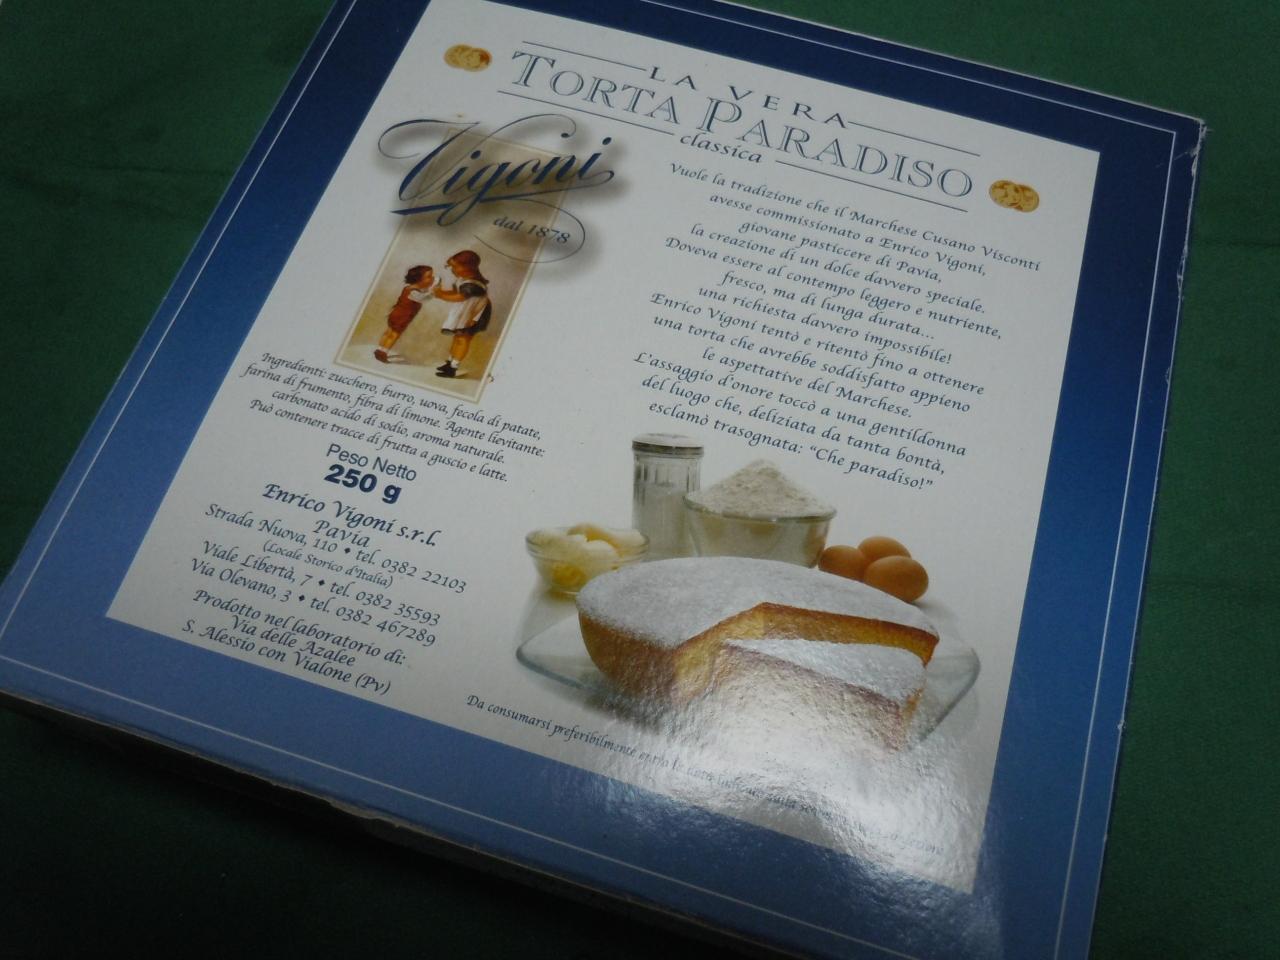 LA VERA
TORTA PARADISO
classica
Vigoni
dal 1878
Vuole la tradizione che il Marchese Cusano Visconti
avesse commissionato a Enrico Vigoni,
giovane pasticcere di Pavia,
la creazione di un dolce davvero speciale.
Doveva essere al contempo leggero e nutriente,
fresco, ma di lunga durata...
una richiesta davvero impossibile!
Enrico Vigoni tentò e ritentò fino a ottenere
una torta che avrebbe soddisfatto appieno
le aspettative del Marchese.
L'assaggio d'onore toccò a una gentildonna
del luogo che, deliziata da tanta bontà,
esclamò trasognata: "Che paradiso!"
Ingredienti: zucchero, burro, uova, fecola di patate,
farina di frumento, fibra di limone. Agente lievitante:
carbonato acido di sodio, aroma naturale.
Può contenere tracce di frutta a guscio e latte.
Peso Netto
250 g
Enrico Vigoni s.r.l.
Pavia
Strada Nuova, 110 ♦ tel. 0382 22103
(Locale Storico d'Italia)
Viale Libertà, 7 ♦ tel. 0382 35593
Via Olevano, 3 ♦ tel. 0382 467289
Prodotto nel laboratorio di:
Via delle Azalee
S. Alessio con Vialone (Pv)
Da consumarsi preferibilmente entro la data